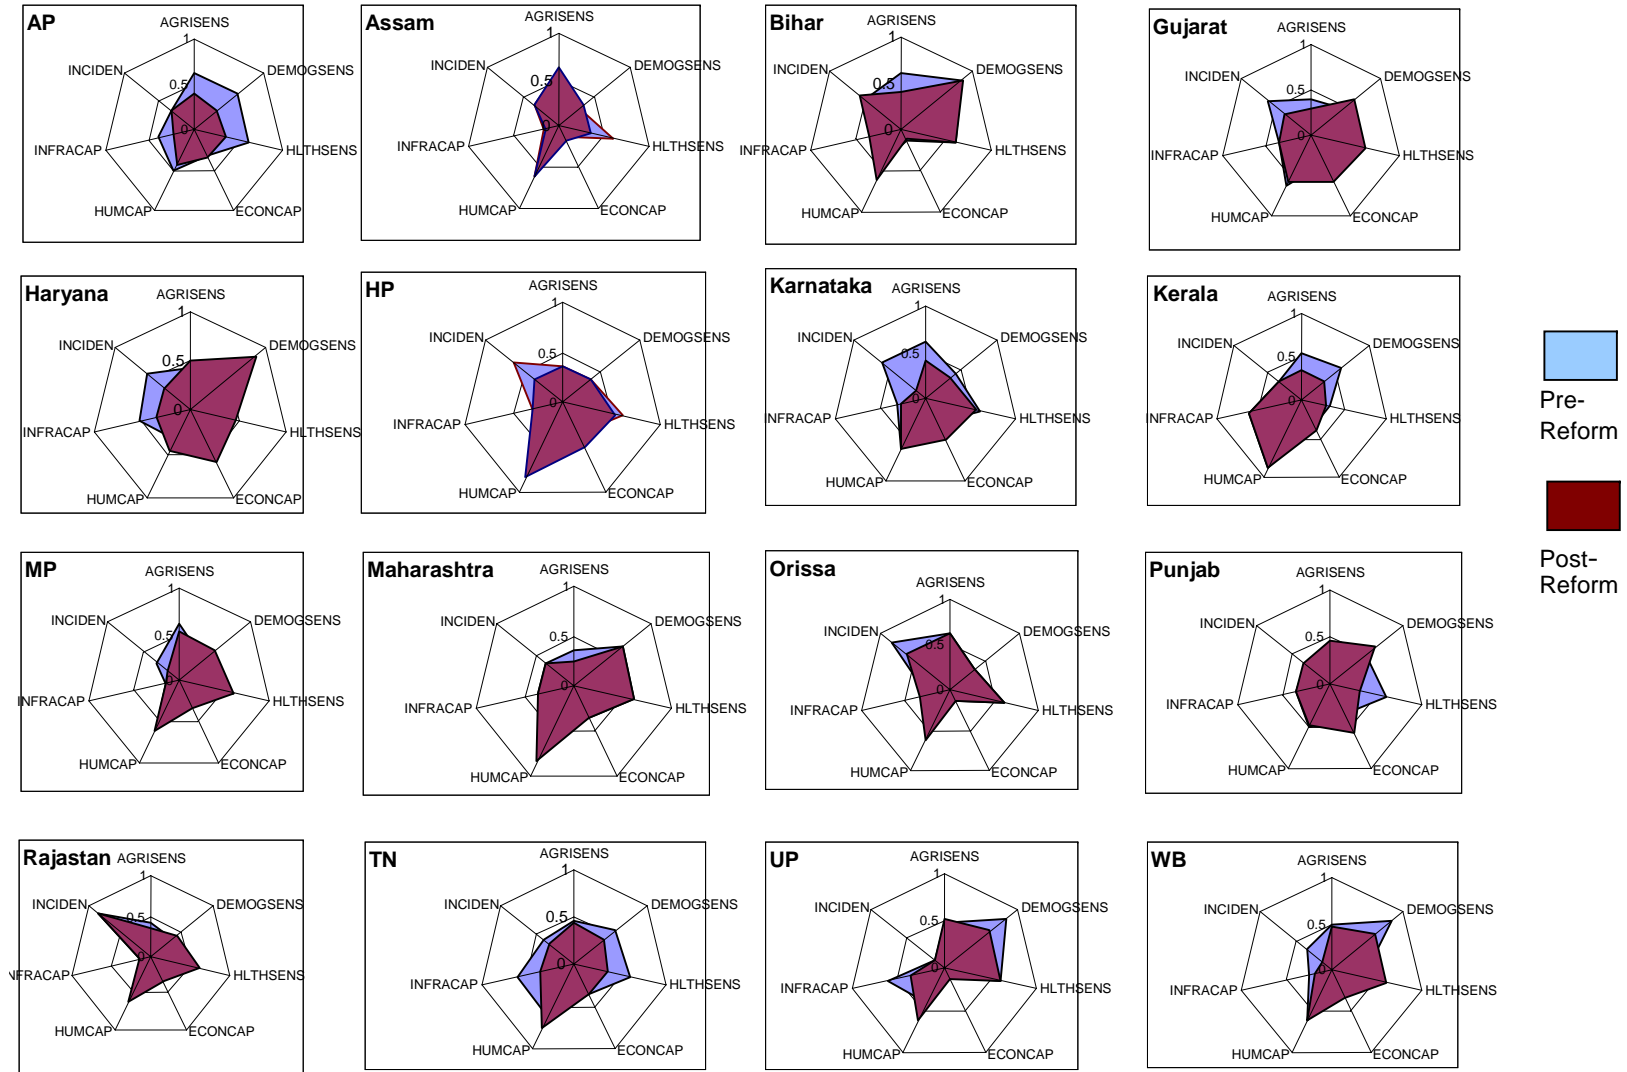 AP
AGRISENS
1
INCIDEN
DEMOGSENS
0.5
0
INFRACAP
HLTHSENS
HUMCAP
ECONCAP
Assam
AGRISENS
1
INCIDEN
DEMOGSENS
0.5
0
INFRACAP
HLTHSENS
HUMCAP
ECONCAP
Bihar
AGRISENS
1
INCIDEN
DEMOGSENS
0.5
0
INFRACAP
HLTHSENS
HUMCAP
ECONCAP
Gujarat
AGRISENS
1
INCIDEN
DEMOGSENS
0.5
0
INFRACAP
HLTHSENS
HUMCAP
ECONCAP
Haryana
AGRISENS
1
INCIDEN
DEMOGSENS
0.5
0
INFRACAP
HLTHSENS
HUMCAP
ECONCAP
HP
AGRISENS
1
INCIDEN
DEMOGSENS
0.5
0
INFRACAP
HLTHSENS
HUMCAP
ECONCAP
Karnataka
AGRISENS
1
INCIDEN
DEMOGSENS
0.5
0
INFRACAP
HLTHSENS
HUMCAP
ECONCAP
Kerala
AGRISENS
1
INCIDEN
DEMOGSENS
0.5
0
INFRACAP
HLTHSENS
HUMCAP
ECONCAP
Pre-
Reform
Post-
Reform
MP
AGRISENS
1
INCIDEN
DEMOGSENS
0.5
0
INFRACAP
HLTHSENS
HUMCAP
ECONCAP
Maharashtra
AGRISENS
1
INCIDEN
DEMOGSENS
0.5
0
INFRACAP
HLTHSENS
HUMCAP
ECONCAP
Orissa
AGRISENS
1
INCIDEN
DEMOGSENS
0.5
0
INFRACAP
HLTHSENS
HUMCAP
ECONCAP
Punjab
AGRISENS
1
INCIDEN
DEMOGSENS
0.5
0
INFRACAP
HLTHSENS
HUMCAP
ECONCAP
Rajastan
AGRISENS
1
INCIDEN
DEMOGSENS
0.5
0
NFRACAP
HLTHSENS
HUMCAP
ECONCAP
TN
AGRISENS
1
INCIDEN
DEMOGSENS
0.5
0
INFRACAP
HLTHSENS
HUMCAP
ECONCAP
UP
AGRISENS
1
INCIDEN
DEMOGSENS
0.5
0
INFRACAP
HLTHSENS
HUMCAP
ECONCAP
WB
AGRISENS
1
INCIDEN
DEMOGSENS
0.5
0
INFRACAP
HLTHSENS
HUMCAP
ECONCAP